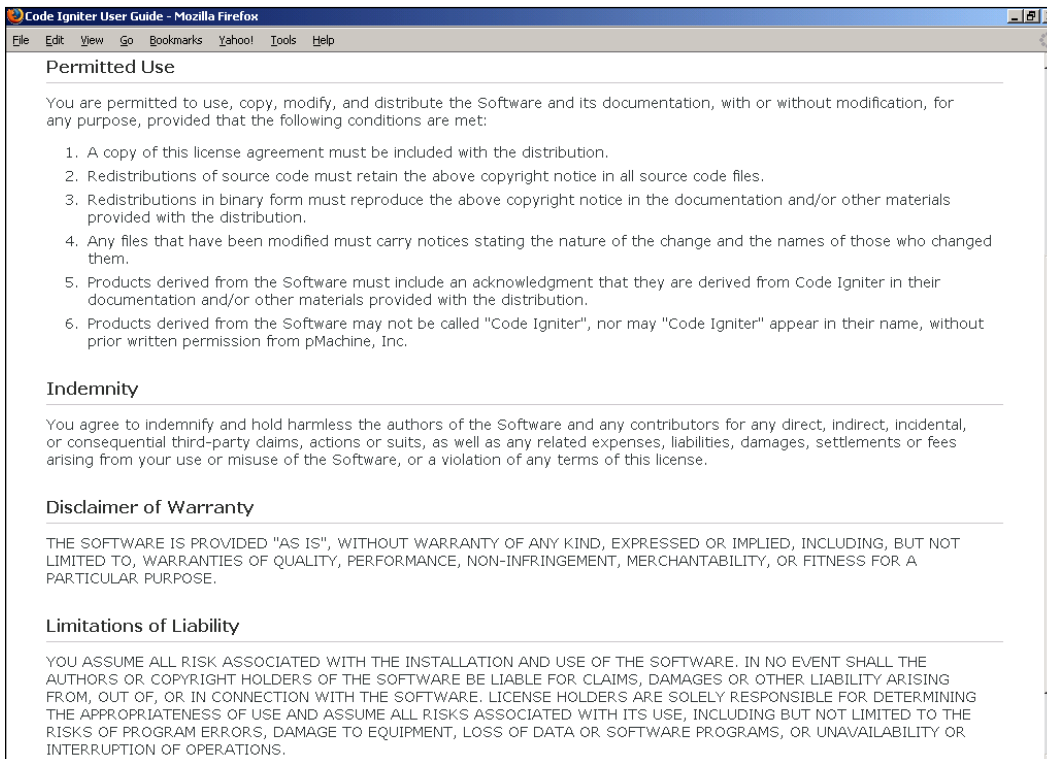 Code Igniter User Guide - Mozilla Firefox
File Edit View Go Bookmarks Yahoo! Tools Help
Permitted Use
You are permitted to use, copy, modify, and distribute the Software and its documentation, with or without modification, for
any purpose, provided that the following conditions are met:
1. A copy of this license agreement must be included with the distribution.
2. Redistributions of source code must retain the above copyright notice in all source code files.
3. Redistributions in binary form must reproduce the above copyright notice in the documentation and/or other materials
provided with the distribution.
4. Any files that have been modified must carry notices stating the nature of the change and the names of those who changed
them.
5. Products derived from the Software must include an acknowledgment that they are derived from Code Igniter in their
documentation and/or other materials provided with the distribution.
6. Products derived from the Software may not be called "Code Igniter", nor may "Code Igniter" appear in their name, without
prior written permission from pMachine, Inc.
Indemnity
You agree to indemnify and hold harmless the authors of the Software and any contributors for any direct, indirect, incidental,
or consequential third-party claims, actions or suits, as well as any related expenses, liabilities, damages, settlements or fees
arising from your use or misuse of the Software, or a violation of any terms of this license.
Disclaimer of Warranty
THE SOFTWARE IS PROVIDED "AS IS", WITHOUT WARRANTY OF ANY KIND, EXPRESSED OR IMPLIED, INCLUDING, BUT NOT
LIMITED TO, WARRANTIES OF QUALITY, PERFORMANCE, NON-INFRINGEMENT, MERCHANTABILITY, OR FITNESS FOR A
PARTICULAR PURPOSE.
Limitations of Liability
YOU ASSUME ALL RISK ASSOCIATED WITH THE INSTALLATION AND USE OF THE SOFTWARE. IN NO EVENT SHALL THE
AUTHORS OR COPYRIGHT HOLDERS OF THE SOFTWARE BE LIABLE FOR CLAIMS, DAMAGES OR OTHER LIABILITY ARISING
FROM, OUT OF, OR IN CONNECTION WITH THE SOFTWARE. LICENSE HOLDERS ARE SOLELY RESPONSIBLE FOR DETERMINING
THE APPROPRIATENESS OF USE AND ASSUME ALL RISKS ASSOCIATED WITH ITS USE, INCLUDING BUT NOT LIMITED TO THE
RISKS OF PROGRAM ERRORS, DAMAGE TO EQUIPMENT, LOSS OF DATA OR SOFTWARE PROGRAMS, OR UNAVAILABILITY OR
INTERRUPTION OF OPERATIONS.